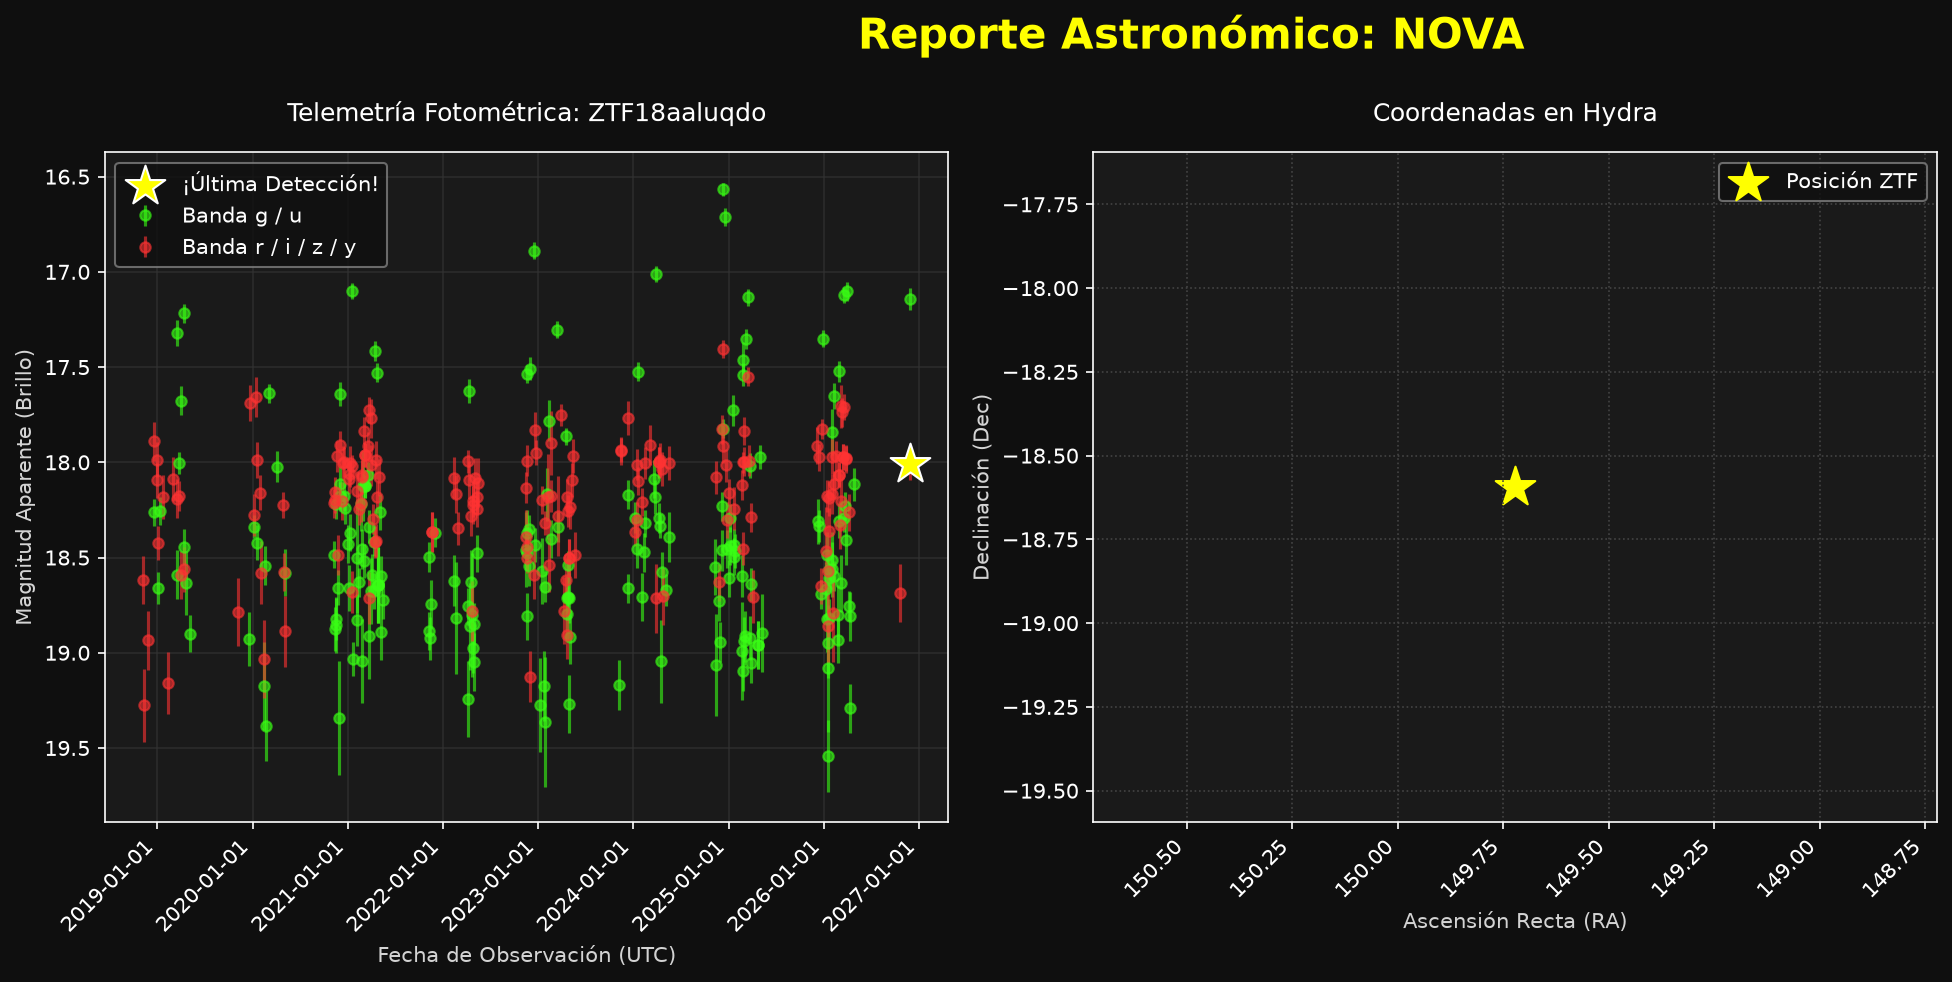 Reporte Astronómico: NOVA
Telemetría Fotométrica: ZTF18aaluqdo
¡Última Detección!
Banda g / u
Banda r / i / z / y
Magnitud Aparente (Brillo)
16.5
17.0
17.5
18.0
18.5
19.0
19.5
2019-01-01
2020-01-01
2021-01-01
2022-01-01
2023-01-01
2024-01-01
2025-01-01
2026-01-01
2027-01-01
Fecha de Observación (UTC)
Coordenadas en Hydra
Posición ZTF
Declinación (Dec)
−17.75
−18.00
−18.25
−18.50
−18.75
−19.00
−19.25
−19.50
150.50
150.25
150.00
149.75
149.50
149.25
149.00
148.75
Ascensión Recta (RA)